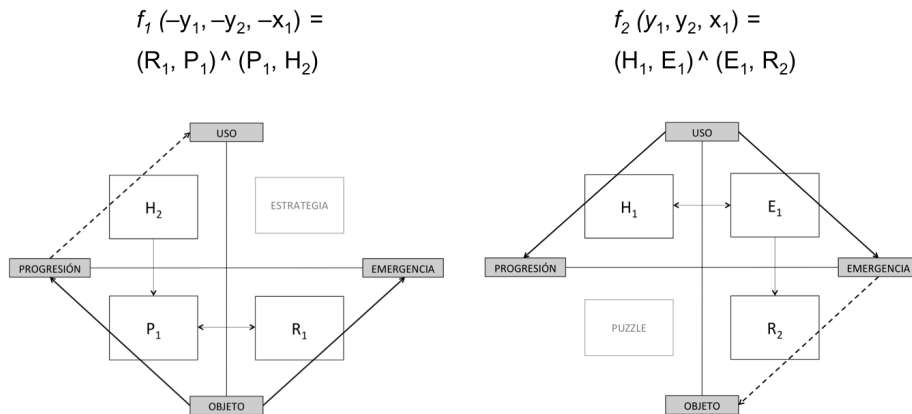 f₁ (–y₁, –y₂, –x₁) =
(R₁, P₁) ^ (P₁, H₂)
USO
H₂
ESTRATEGIA
PROGRESIÓN
EMERGENCIA
P₁
R₁
OBJETO
f₂ (y₁, y₂, x₁) =
(H₁, E₁) ^ (E₁, R₂)
USO
H₁
E₁
PROGRESIÓN
EMERGENCIA
PUZZLE
R₂
OBJETO